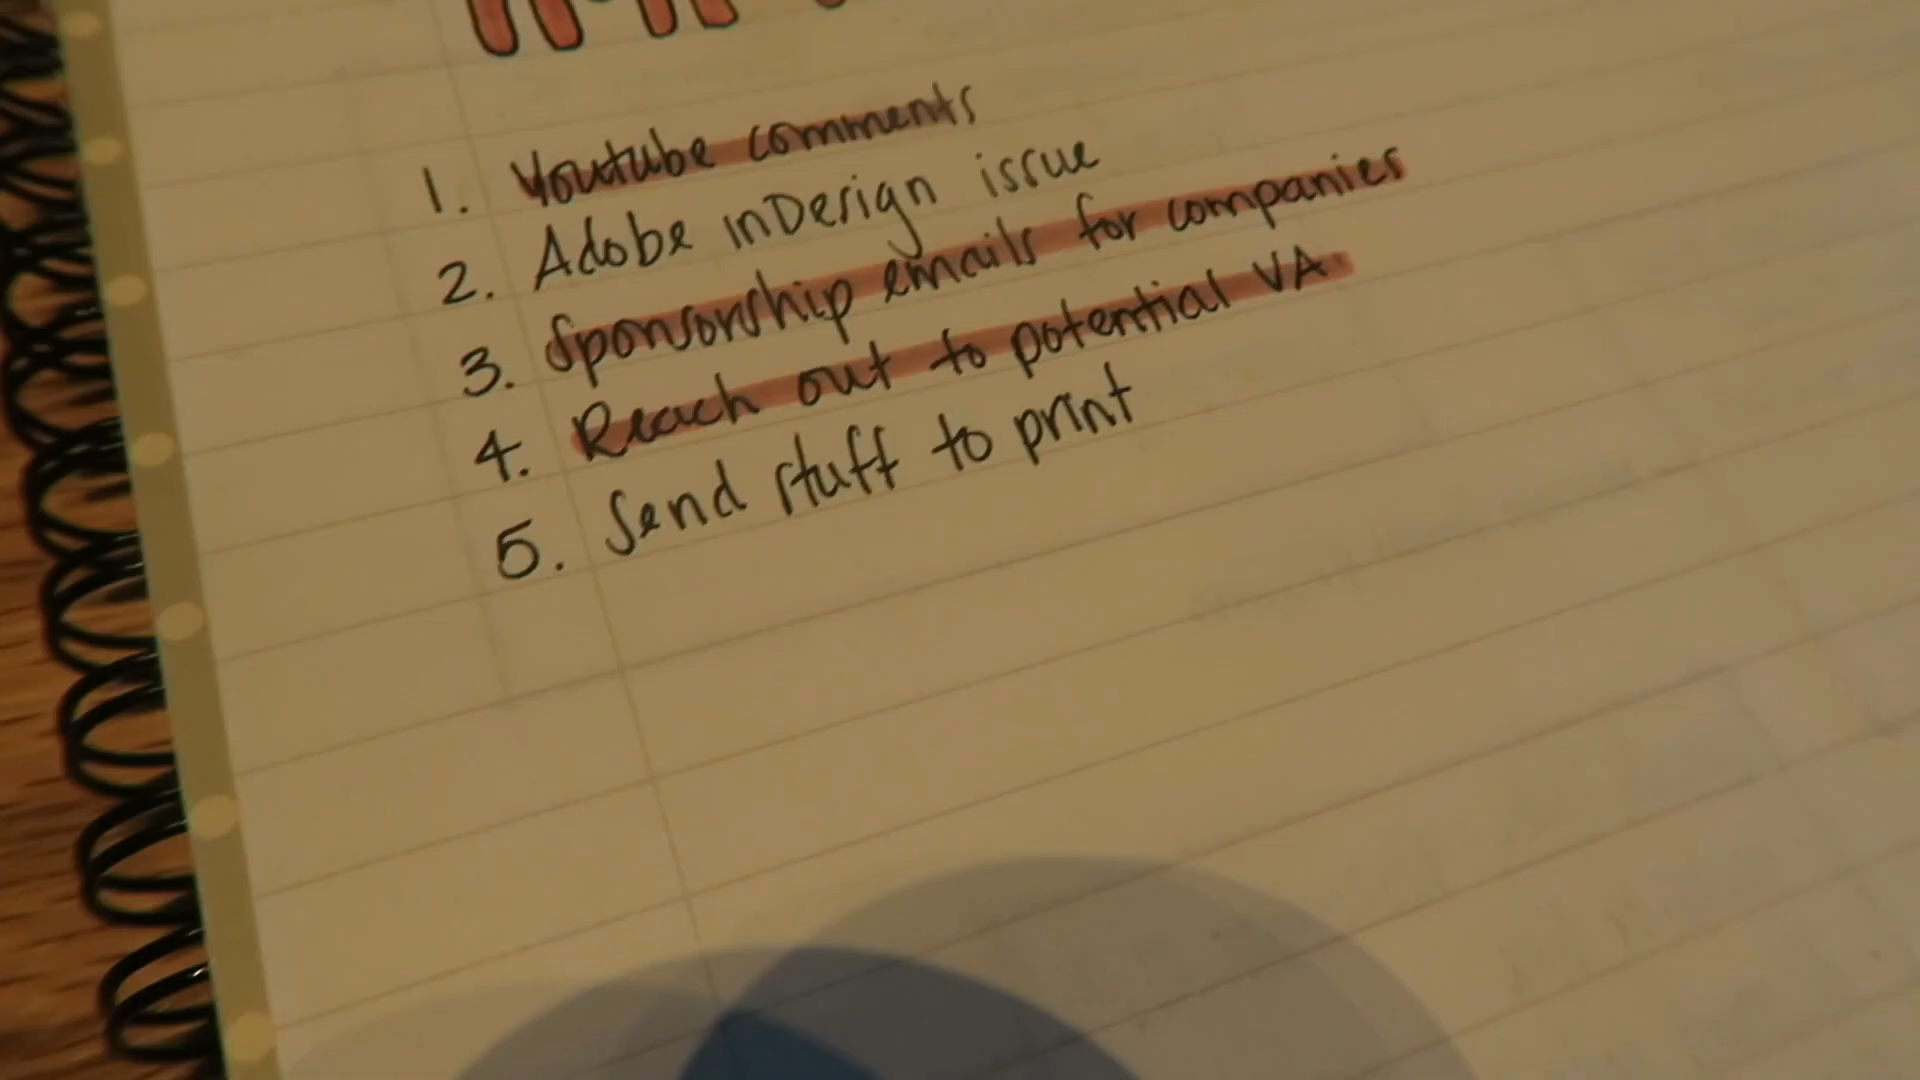 1. Youtube comments
2. Adobe inDesign issue
3. Sponsorship emails for companies
4. Reach out to potential VA
5. Send stuff to print